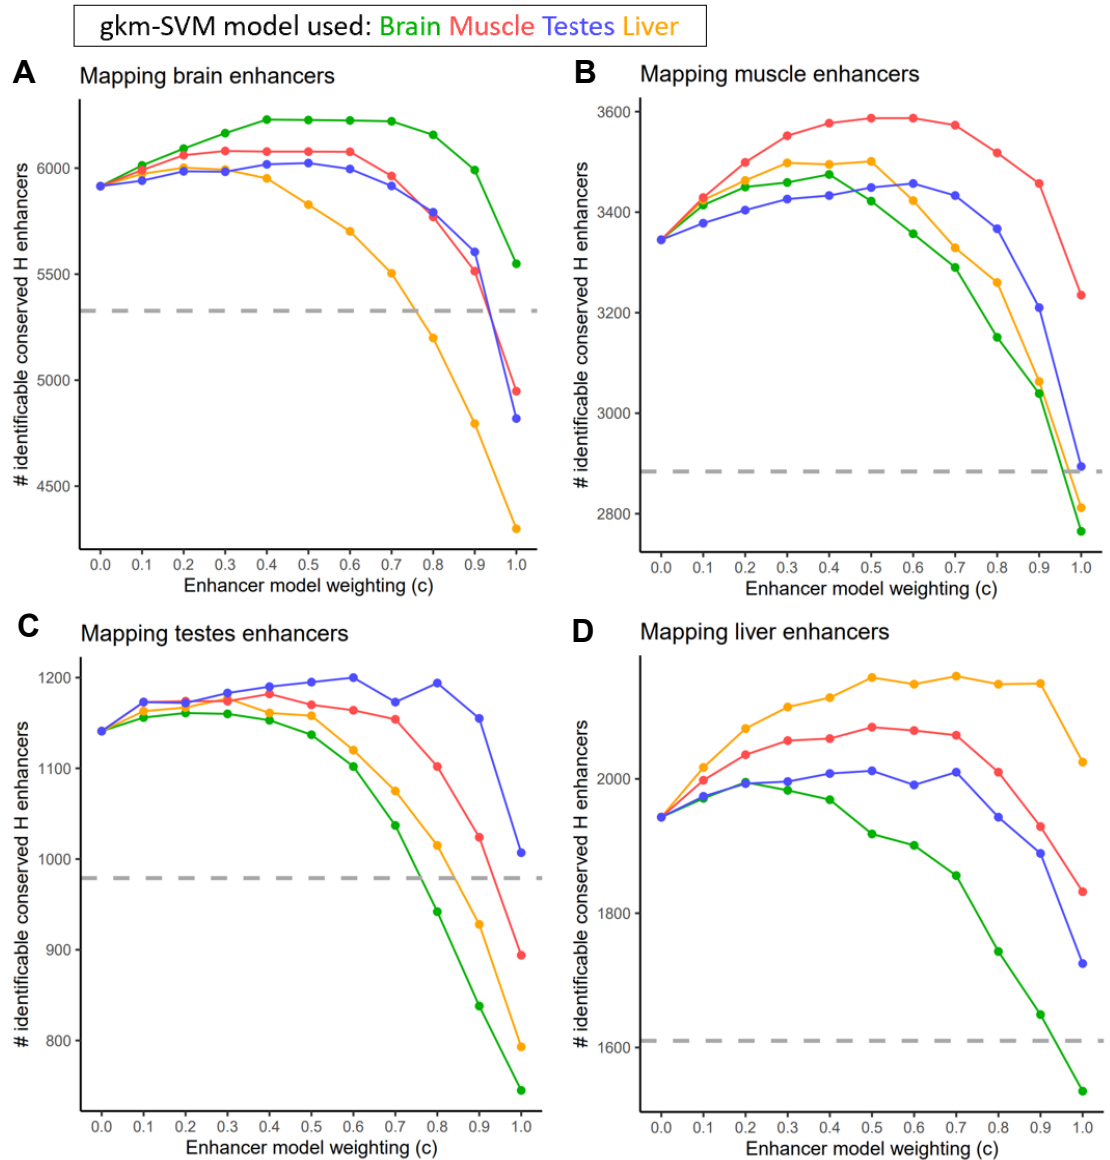 gkm-SVM model used: Brain Muscle Testes Liver
A
Mapping brain enhancers
# identifiable conserved H enhancers
6000
5500
5000
4500
0.0 0.1 0.2 0.3 0.4 0.5 0.6 0.7 0.8 0.9 1.0
Enhancer model weighting (c)
B
Mapping muscle enhancers
# identifiable conserved H enhancers
3600
3400
3200
3000
2800
0.0 0.1 0.2 0.3 0.4 0.5 0.6 0.7 0.8 0.9 1.0
Enhancer model weighting (c)
C
Mapping testes enhancers
# identifiable conserved H enhancers
1200
1100
1000
900
800
0.0 0.1 0.2 0.3 0.4 0.5 0.6 0.7 0.8 0.9 1.0
Enhancer model weighting (c)
D
Mapping liver enhancers
# identifiable conserved H enhancers
2000
1800
1600
0.0 0.1 0.2 0.3 0.4 0.5 0.6 0.7 0.8 0.9 1.0
Enhancer model weighting (c)